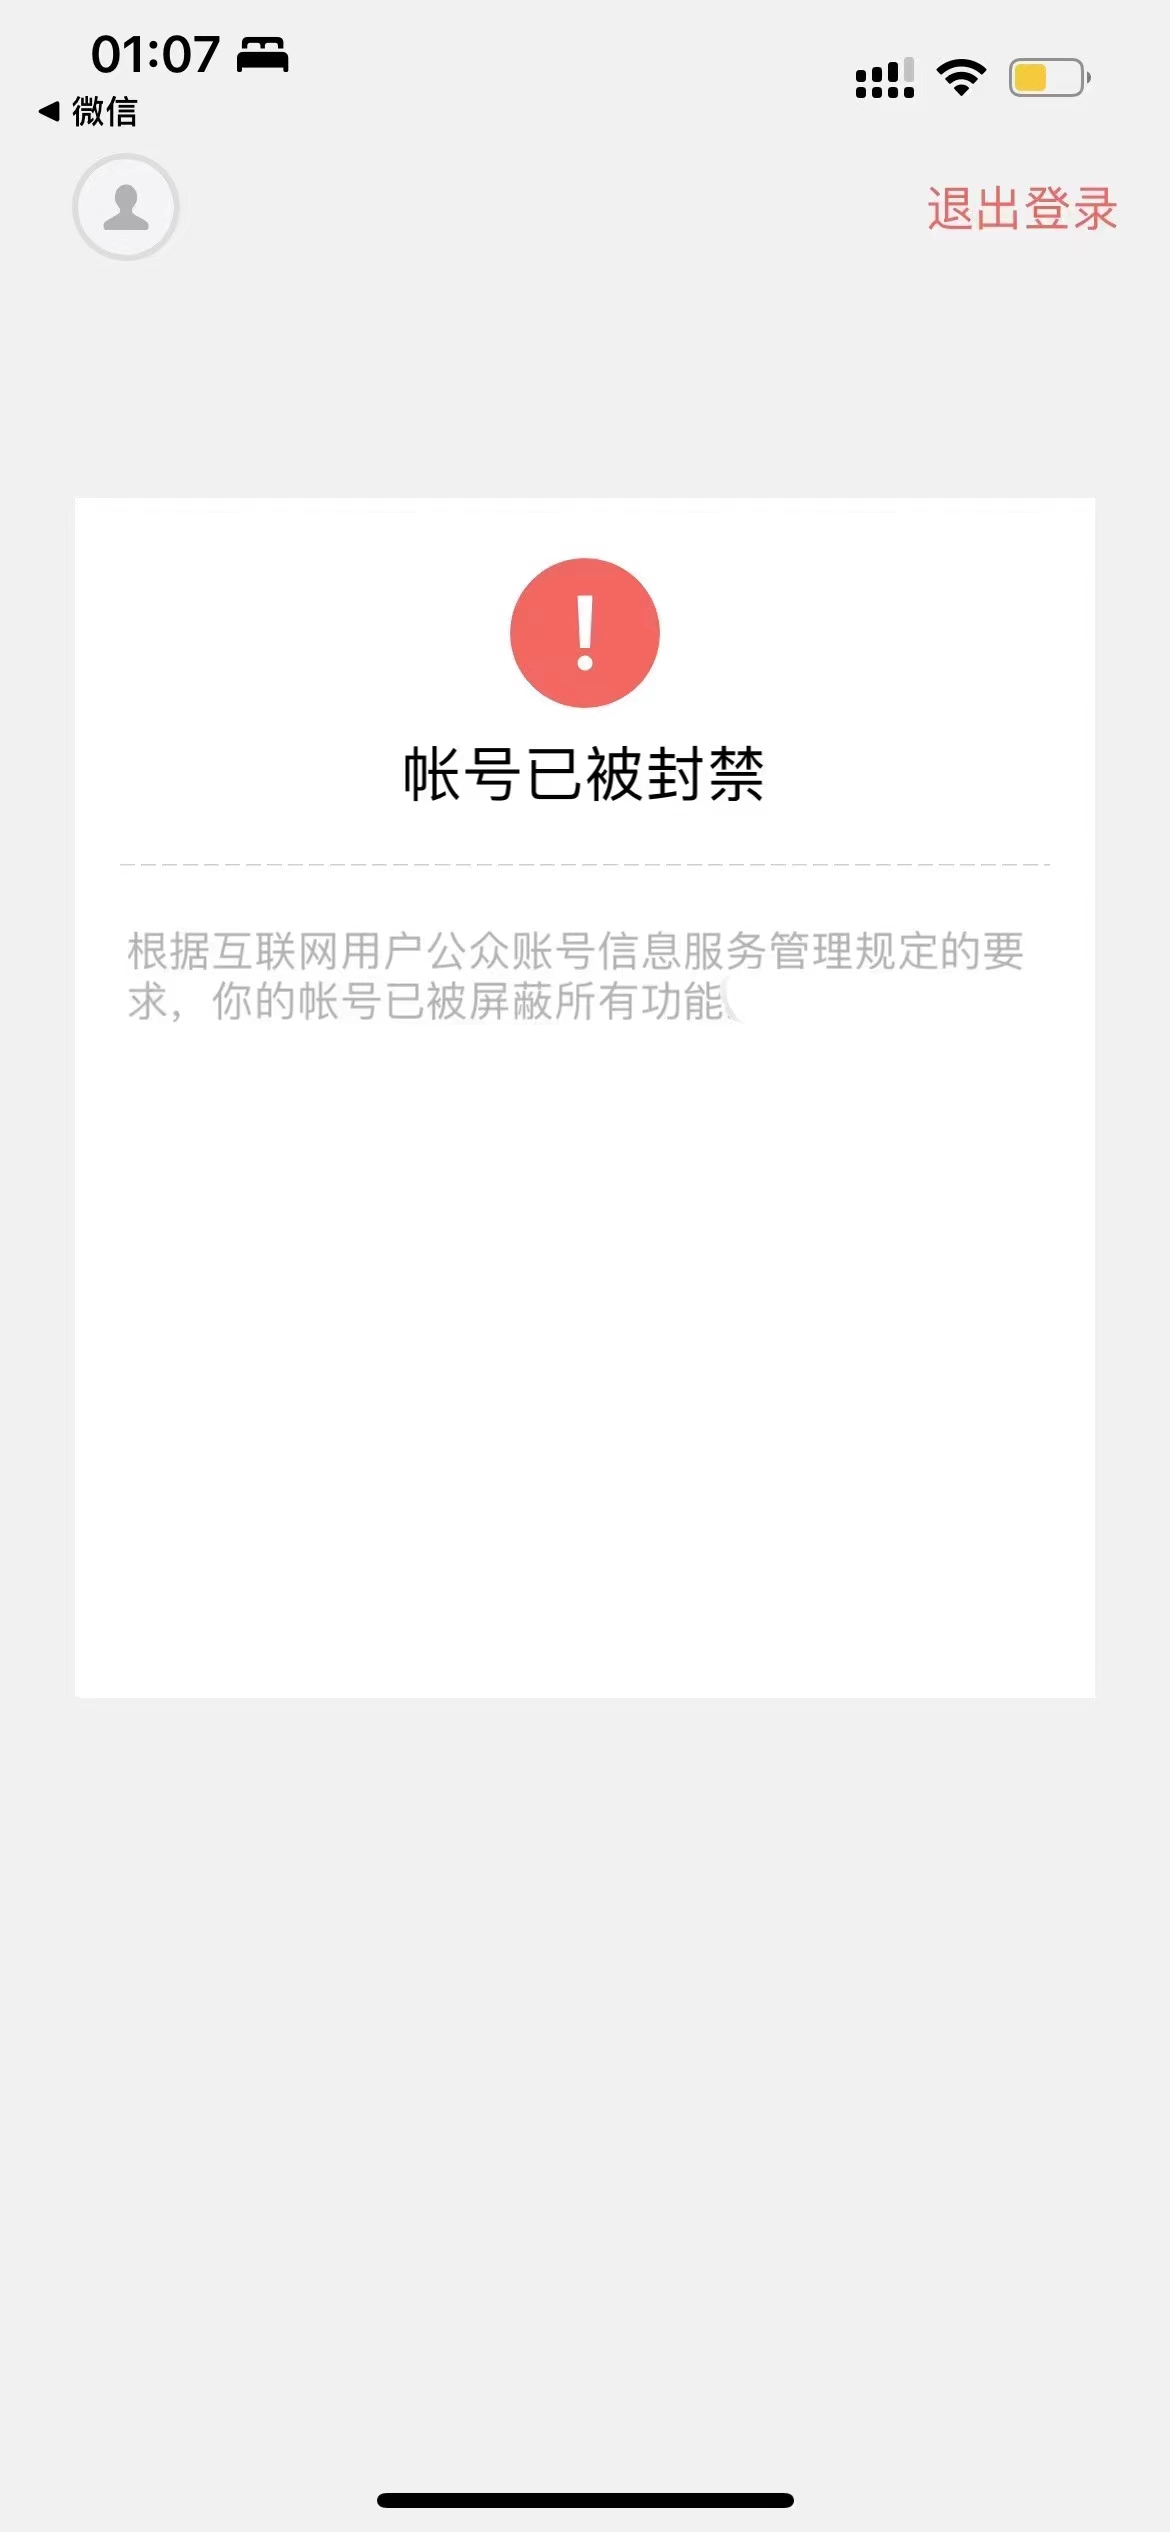 01:07
微信
退出登录
帐号已被封禁
根据互联网用户公众账号信息服务管理规定的要
求，你的帐号已被屏蔽所有功能